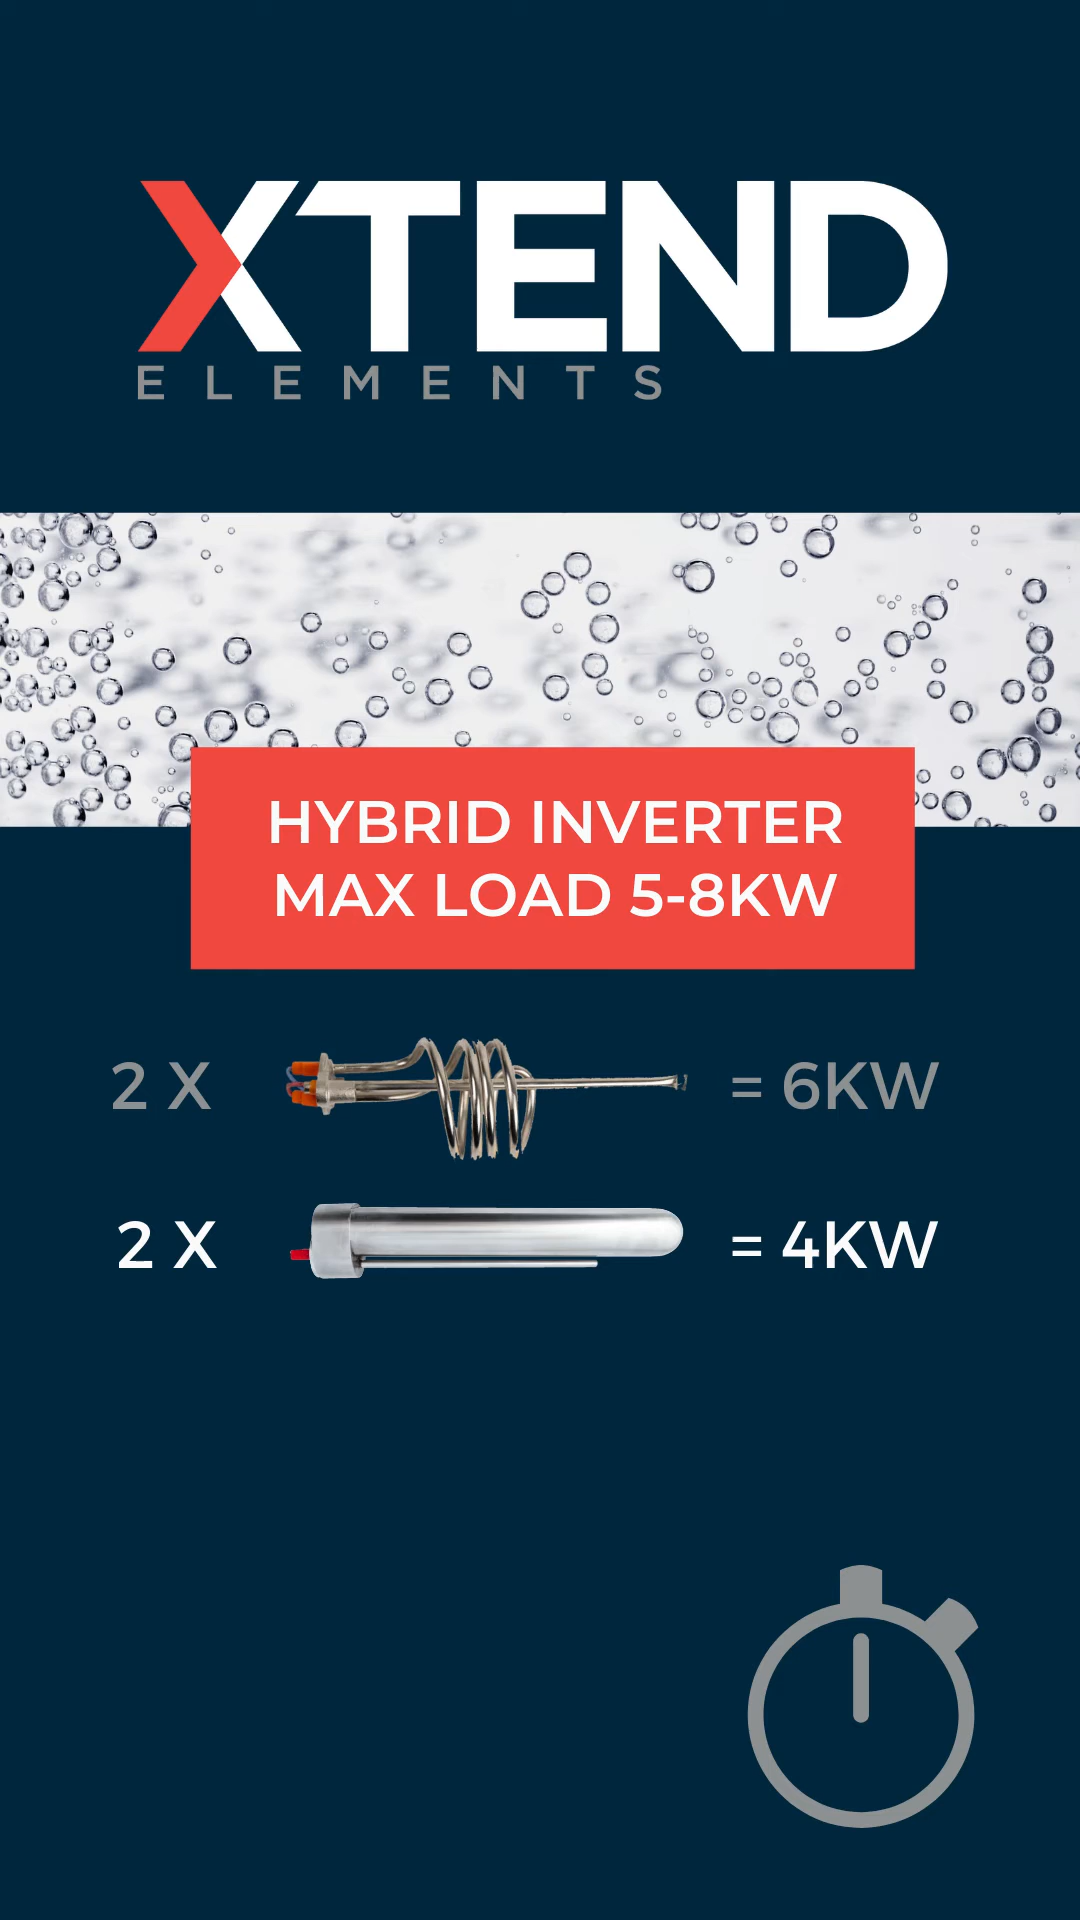 XTEND
ELEMENTS
HYBRID INVERTER
MAX LOAD 5-8KW
2 X = 6KW
2 X = 4KW